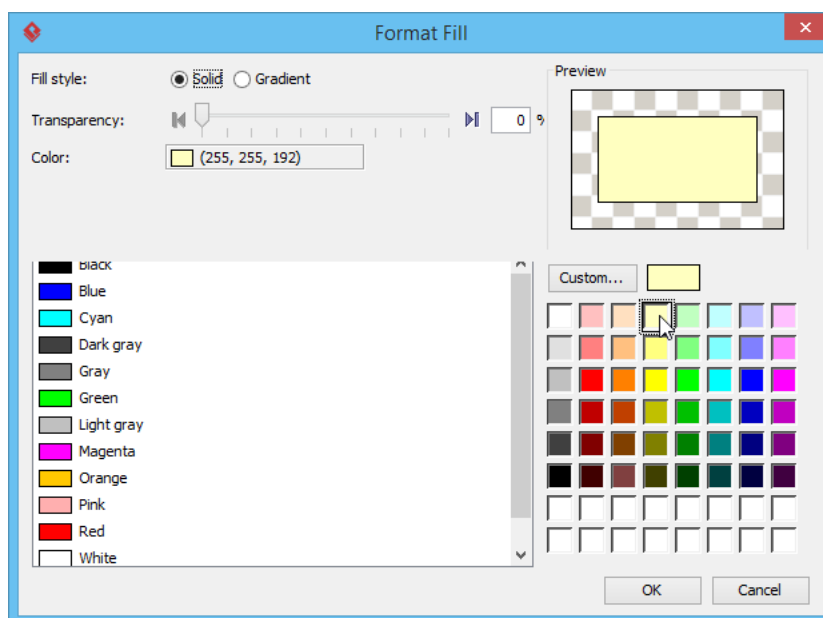 Format Fill
Fill style: Solid Gradient
Preview
Transparency: 0 %
Color: (255, 255, 192)
Black
Custom...
Blue
Cyan
Dark gray
Gray
Green
Light gray
Magenta
Orange
Pink
Red
White
OK Cancel